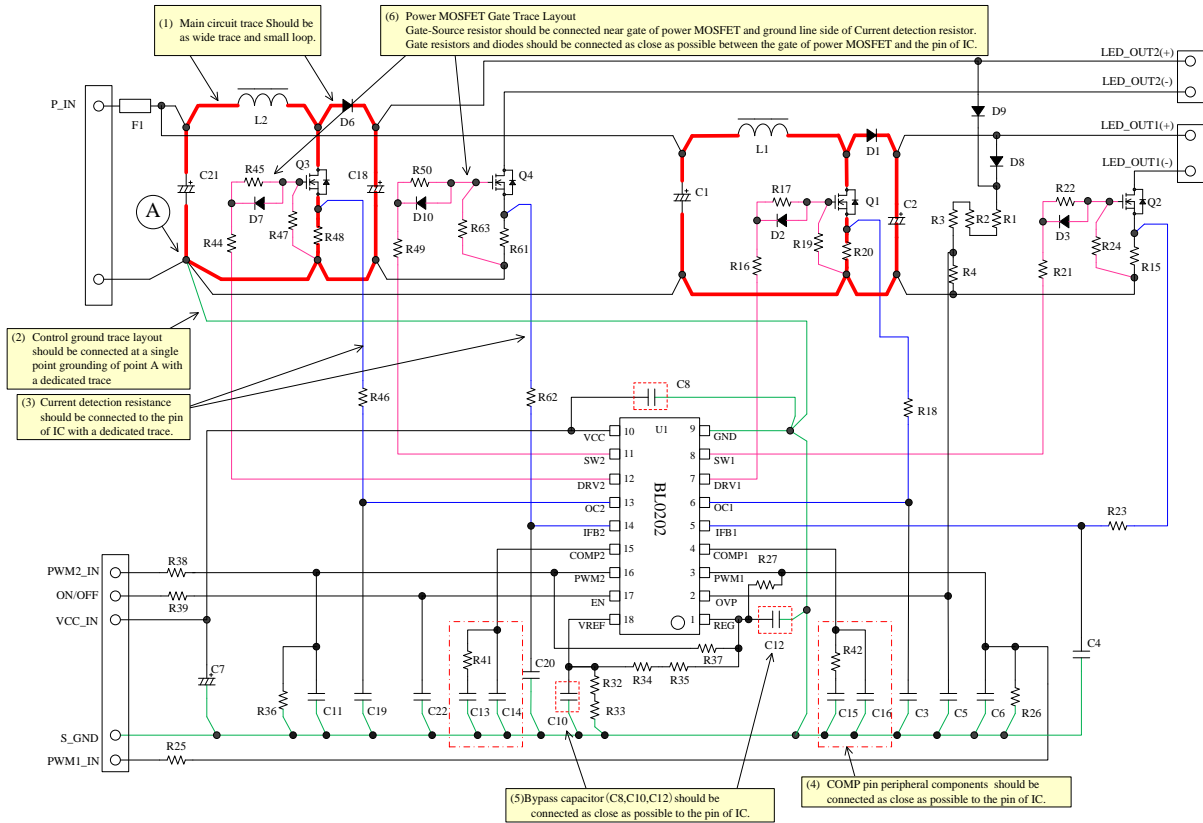 (1) Main circuit trace Should be
as wide trace and small loop.
(6) Power MOSFET Gate Trace Layout
Gate-Source resistor should be connected near gate of power MOSFET and ground line side of Current detection resistor.
Gate resistors and diodes should be connected as close as possible between the gate of power MOSFET and the pin of IC.
LED_OUT2(+)
LED_OUT2(-)
P_IN
F1
L2
D6
D9
LED_OUT1(+)
L1
D1
D8
LED_OUT1(-)
C21
R45
Q3
C18
R50
Q4
C1
R17
Q1
C2
R22
Q2
A
D7
D10
D2
D3
R3
R2
R1
R44
R47
R48
R49
R63
R61
R16
R19
R20
R4
R21
R24
R15
(2) Control ground trace layout
should be connected at a single
point grounding of point A with
a dedicated trace
(3) Current detection resistance
should be connected to the pin
of IC with a dedicated trace.
R46
R62
C8
R18
U1
BL0202
VCC 10
9 GND
SW2 11
8 SW1
DRV2 12
7 DRV1
OC2 13
6 OC1
IFB2 14
5 IFB1
COMP2 15
4 COMP1
PWM2 16
3 PWM1
EN 17
2 OVP
VREF 18
1 REG
R23
R27
PWM2_IN
R38
ON/OFF
R39
VCC_IN
C7
R36
C11
C19
C22
R41
C13
C14
C20
C10
R32
R33
R34
R35
R37
C12
R42
C15
C16
C3
C5
C6
R26
C4
S_GND
PWM1_IN
R25
(5)Bypass capacitor(C8,C10,C12) should be
connected as close as possible to the pin of IC.
(4) COMP pin peripheral components should be
connected as close as possible to the pin of IC.